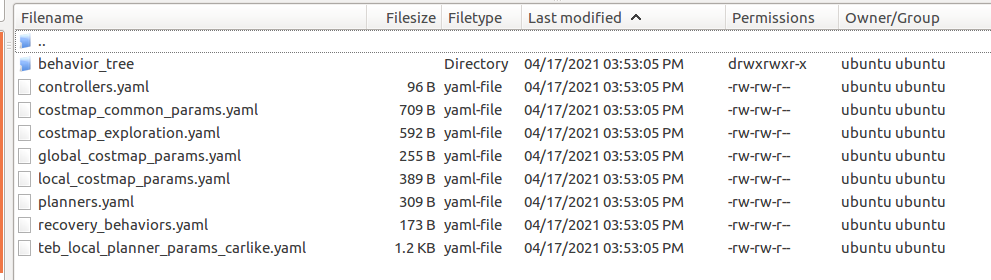 Filename Filesize Filetype Last modified Permissions Owner/Group
..
behavior_tree Directory 04/17/2021 03:53:05 PM drwxrwxr-x ubuntu ubuntu
controllers.yaml 96 B yaml-file 04/17/2021 03:53:05 PM -rw-rw-r-- ubuntu ubuntu
costmap_common_params.yaml 709 B yaml-file 04/17/2021 03:53:05 PM -rw-rw-r-- ubuntu ubuntu
costmap_exploration.yaml 592 B yaml-file 04/17/2021 03:53:05 PM -rw-rw-r-- ubuntu ubuntu
global_costmap_params.yaml 255 B yaml-file 04/17/2021 03:53:05 PM -rw-rw-r-- ubuntu ubuntu
local_costmap_params.yaml 389 B yaml-file 04/17/2021 03:53:05 PM -rw-rw-r-- ubuntu ubuntu
planners.yaml 309 B yaml-file 04/17/2021 03:53:05 PM -rw-rw-r-- ubuntu ubuntu
recovery_behaviors.yaml 173 B yaml-file 04/17/2021 03:53:05 PM -rw-rw-r-- ubuntu ubuntu
teb_local_planner_params_carlike.yaml 1.2 KB yaml-file 04/17/2021 03:53:05 PM -rw-rw-r-- ubuntu ubuntu